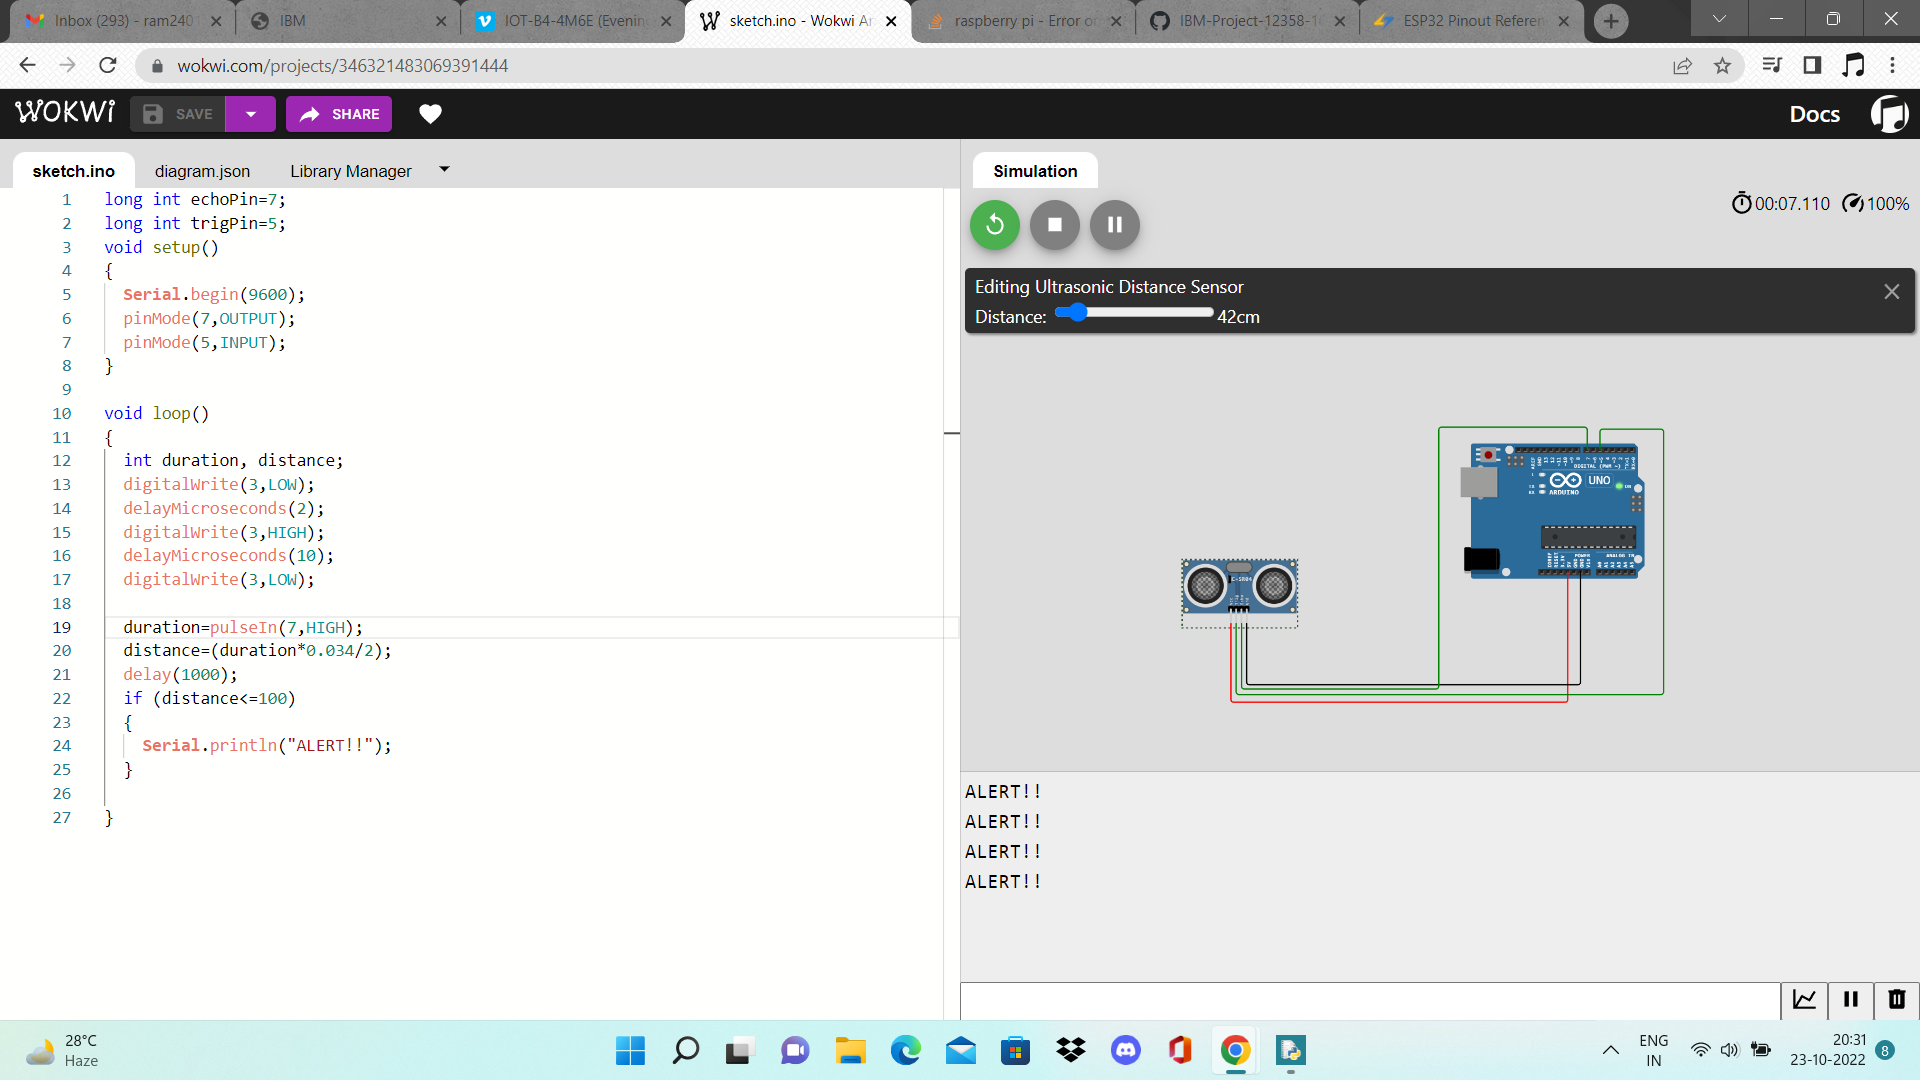 Inbox (293) - ram240
IBM
IOT-B4-4M6E (Evenin
sketch.ino - Wokwi Ar
raspberry pi - Error o
IBM-Project-12358-1
ESP32 Pinout Referen
wokwi.com/projects/346321483069391444
WOKWI
SAVE
SHARE
Docs
sketch.ino
diagram.json
Library Manager
Simulation
00:07.110
100%
Editing Ultrasonic Distance Sensor
Distance:
42cm
1 long int echoPin=7;
2 long int trigPin=5;
3 void setup()
4 {
5 Serial.begin(9600);
6 pinMode(7,OUTPUT);
7 pinMode(5,INPUT);
8 }
9
10 void loop()
11 {
12 int duration, distance;
13 digitalWrite(3,LOW);
14 delayMicroseconds(2);
15 digitalWrite(3,HIGH);
16 delayMicroseconds(10);
17 digitalWrite(3,LOW);
18
19 duration=pulseIn(7,HIGH);
20 distance=(duration*0.034/2);
21 delay(1000);
22 if (distance<=100)
23 {
24 Serial.println("ALERT!!");
25 }
26
27 }
DIGITAL (PWM ~)
UNO
ARDUINO
POWER
ANALOG IN
ALERT!!
ALERT!!
ALERT!!
ALERT!!
28°C
Haze
ENG
IN
20:31
23-10-2022
8